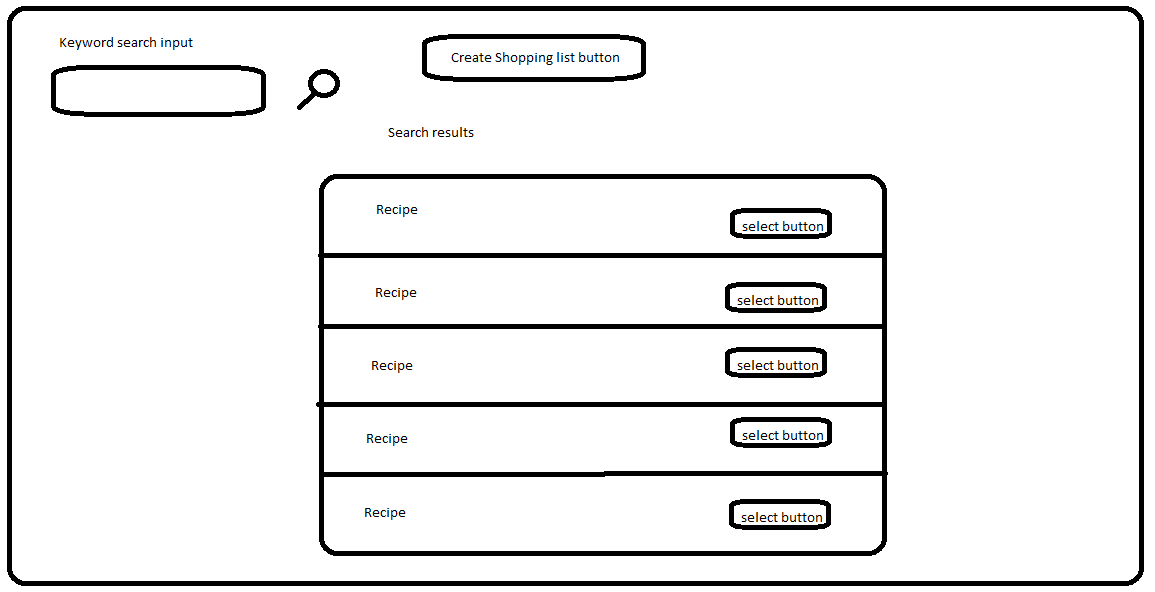 Keyword search input
Create Shopping list button
Search results
Recipe
select button
Recipe
select button
Recipe
select button
Recipe
select button
Recipe
select button